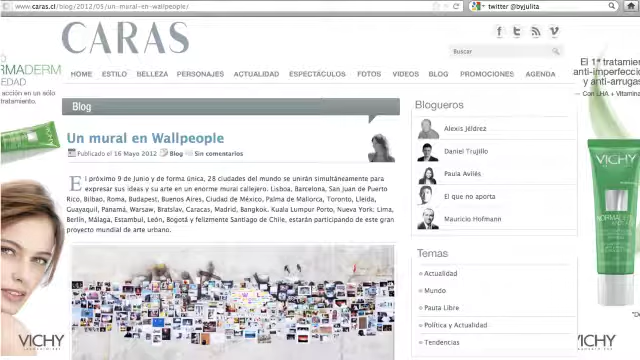 www.caras.cl/blog/2012/05/un-mural-en-wallpeople/
twitter @byjulita
CARAS
Buscar
HOME ESTILO BELLEZA PERSONAJES ACTUALIDAD ESPECTÁCULOS FOTOS VIDEOS BLOG PROMOCIONES AGENDA
Blog
Un mural en Wallpeople
Publicado el 16 Mayo 2012 Blog Sin comentarios
El próximo 9 de Junio y de forma única, 28 ciudades del mundo se unirán simultáneamente para
expresar sus ideas y su arte en un enorme mural callejero. Lisboa, Barcelona, San Juan de Puerto
Rico, Bilbao, Roma, Budapest, Buenos Aires, Ciudad de México, Palma de Mallorca, Toronto, Lleida,
Guayaquil, Panamá, Warsaw, Bratslav, Caracas, Madrid, Bangkok, Kuala Lumpur Porto, Nueva York; Lima,
Berlín, Málaga, Estambul, León, Bogotá y felizmente Santiago de Chile, estarán participando de este gran
proyecto mundial de arte urbano.
Blogueros
Alexis Jéldrez
Daniel Trujillo
Paula Avilés
El que no aporta
Mauricio Hofmann
Temas
Actualidad
Mundo
Pauta Libre
Política y Actualidad
Tendencias
RMADERM
EDAD
acción en un sólo
tratamiento.
VICHY
El 1er tratamien
anti-imperfecció
y anti-arrugas
— Con LHA + Vitamina
VICHY
VICHY